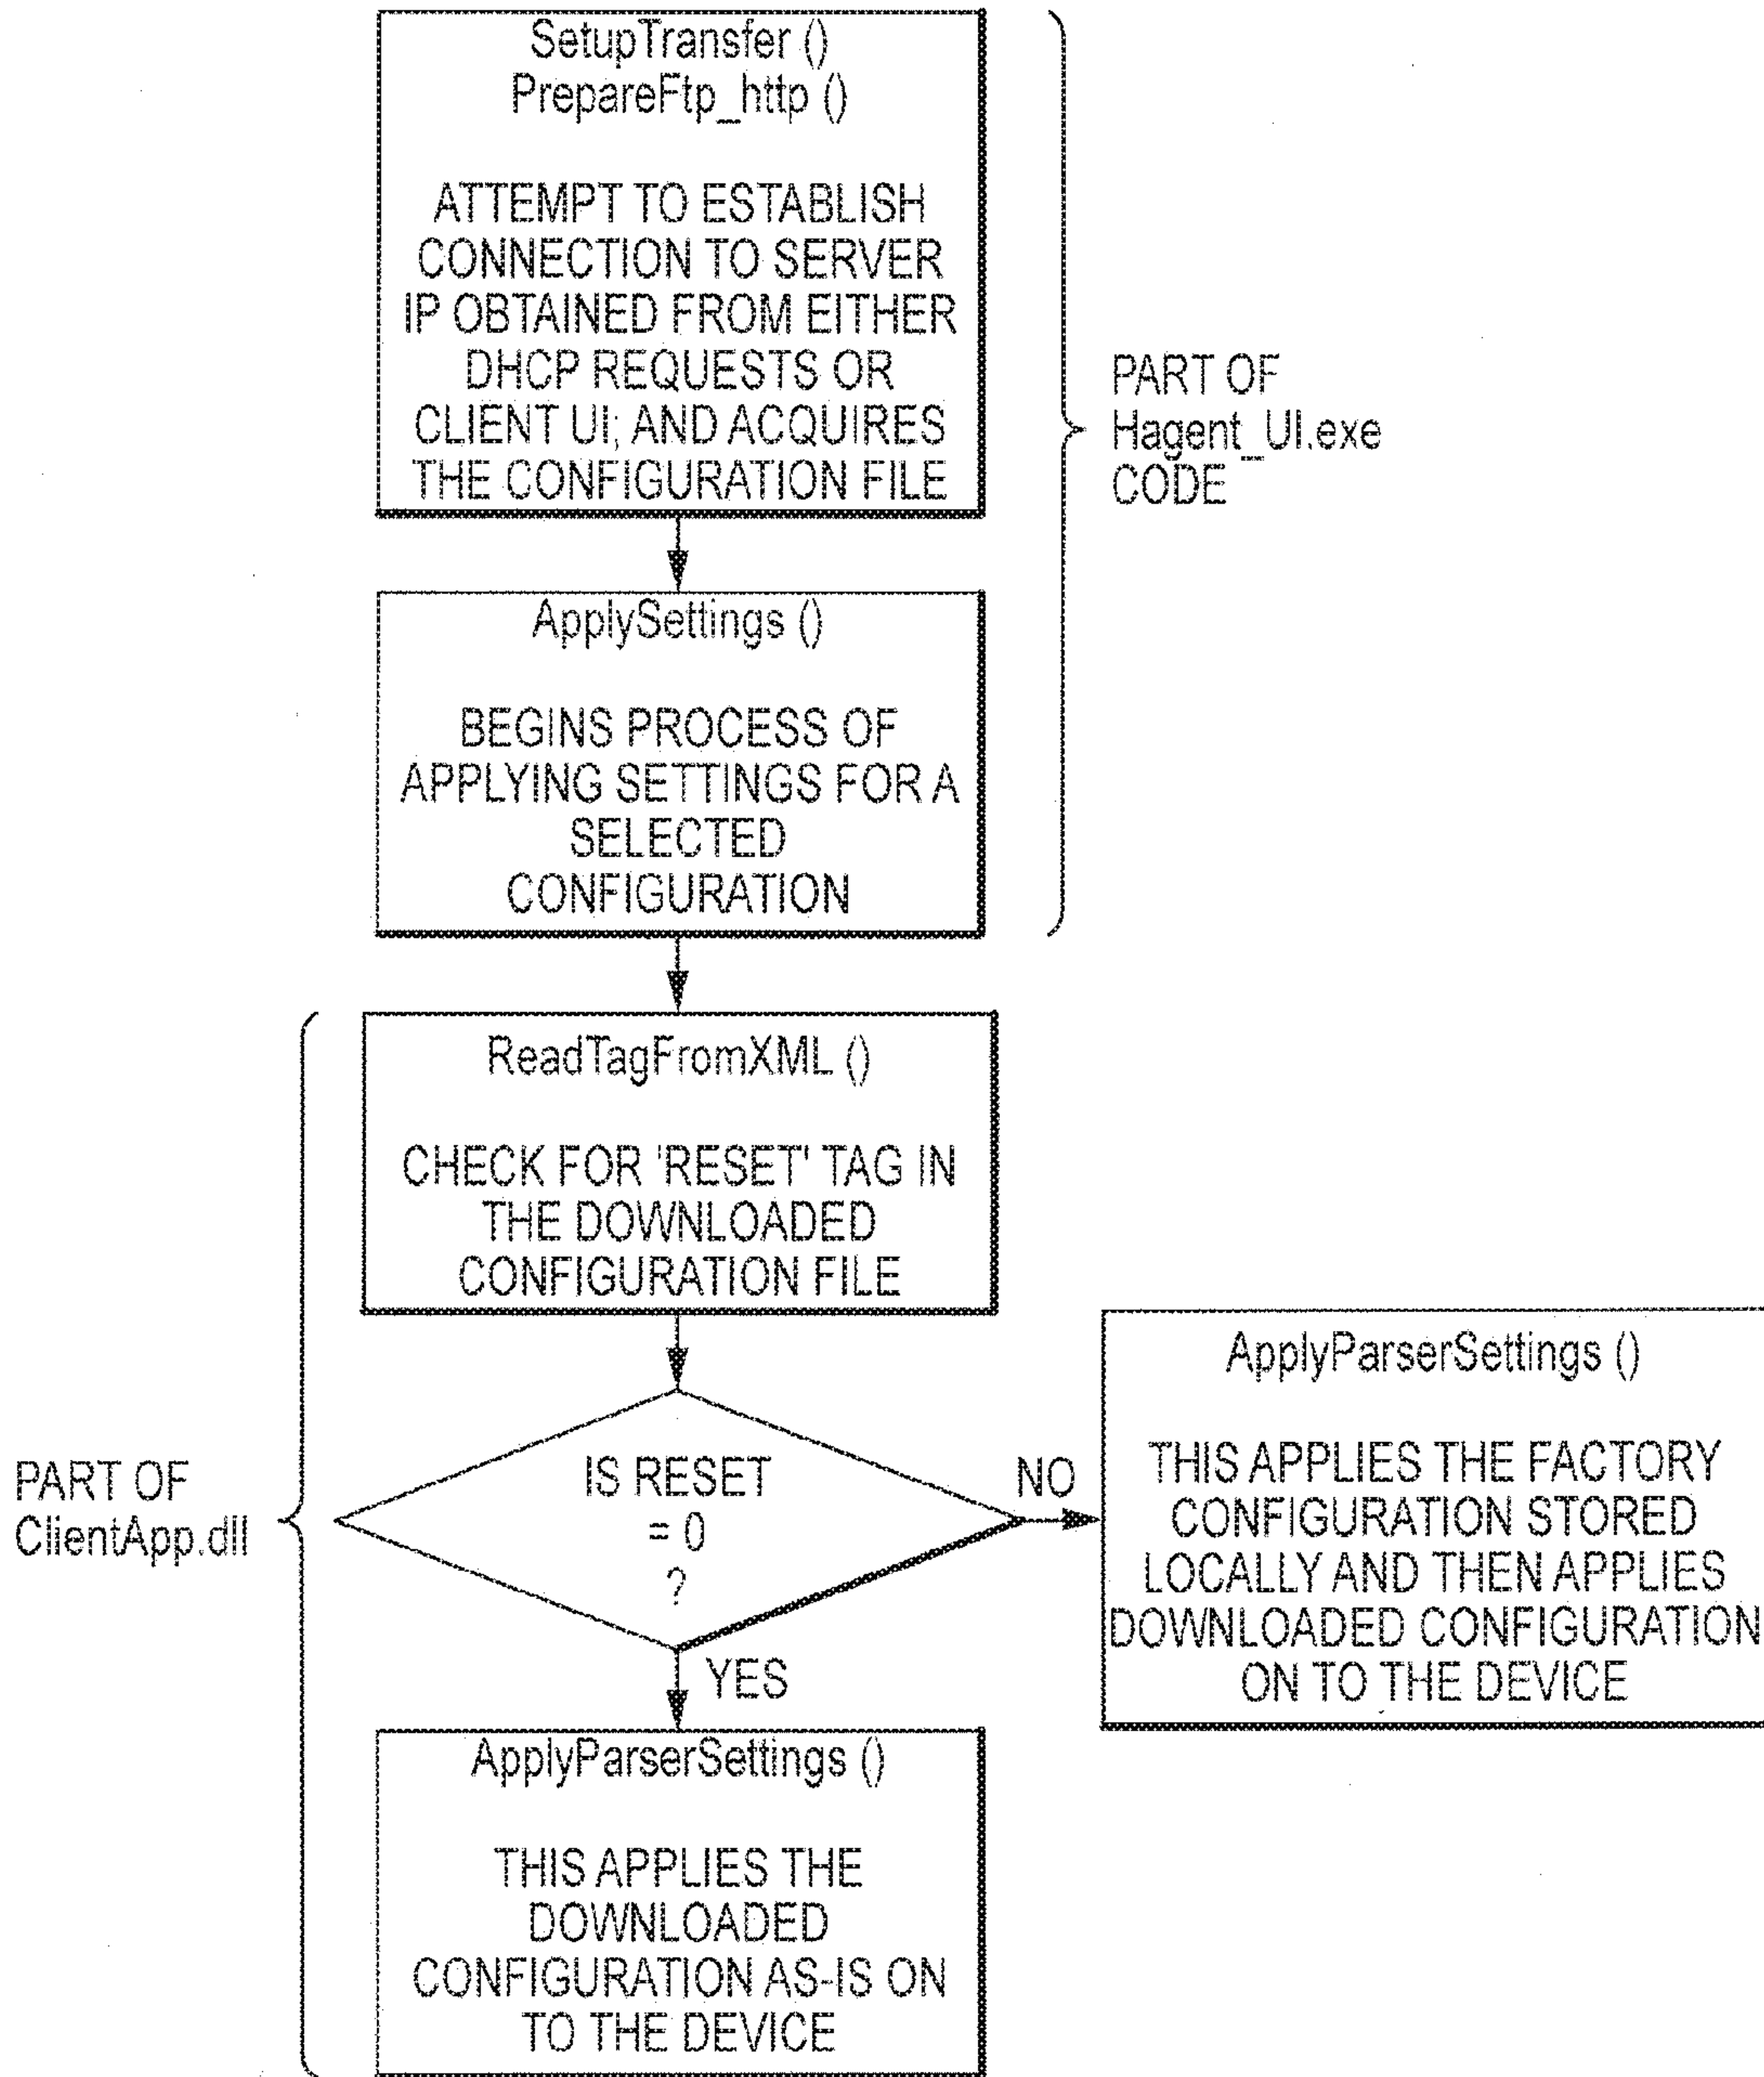 SetupTransfer ()
PrepareFtp_http ()
ATTEMPT TO ESTABLISH
CONNECTION TO SERVER
IP OBTAINED FROM EITHER
DHCP REQUESTS OR
CLIENT UI; AND ACQUIRES
THE CONFIGURATION FILE
PART OF
Hagent_UI.exe
CODE
ApplySettings ()
BEGINS PROCESS OF
APPLYING SETTINGS FOR A
SELECTED
CONFIGURATION
ReadTagFromXML ()
CHECK FOR 'RESET' TAG IN
THE DOWNLOADED
CONFIGURATION FILE
PART OF
ClientApp.dll
IS RESET
= 0
?
NO
YES
ApplyParserSettings ()
THIS APPLIES THE FACTORY
CONFIGURATION STORED
LOCALLY AND THEN APPLIES
DOWNLOADED CONFIGURATION
ON TO THE DEVICE
ApplyParserSettings ()
THIS APPLIES THE
DOWNLOADED
CONFIGURATION AS-IS ON
TO THE DEVICE